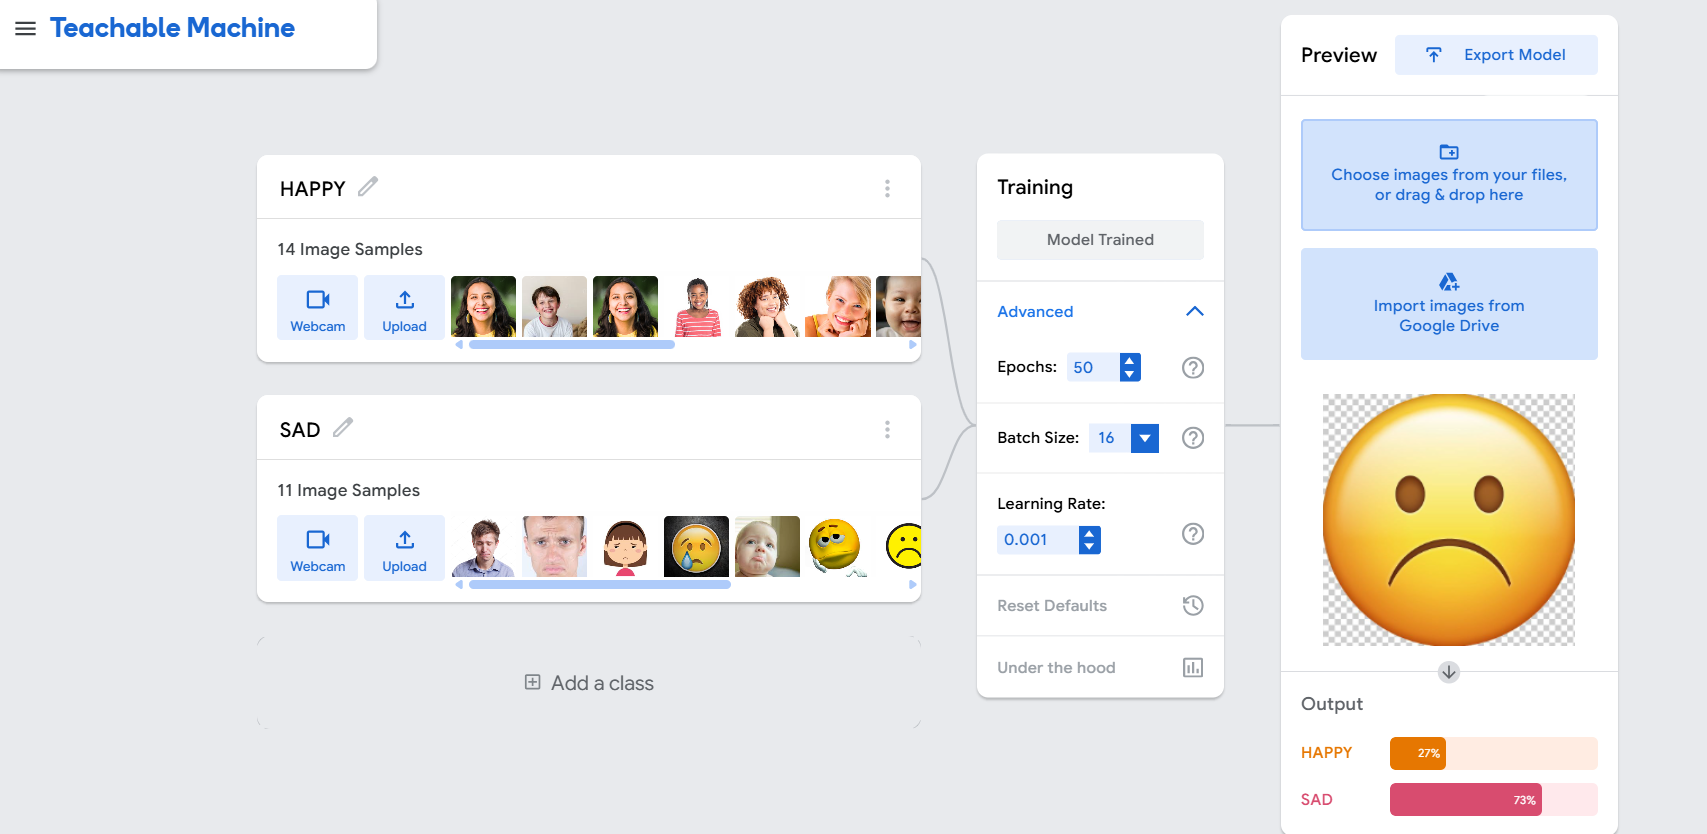 Teachable Machine
HAPPY
14 Image Samples
Webcam
Upload
SAD
11 Image Samples
Webcam
Upload
Add a class
Training
Model Trained
Advanced
Epochs:
50
Batch Size:
16
Learning Rate:
0.001
Reset Defaults
Under the hood
Preview
Export Model
Choose images from your files,
or drag & drop here
Import images from
Google Drive
Output
HAPPY
27%
SAD
73%